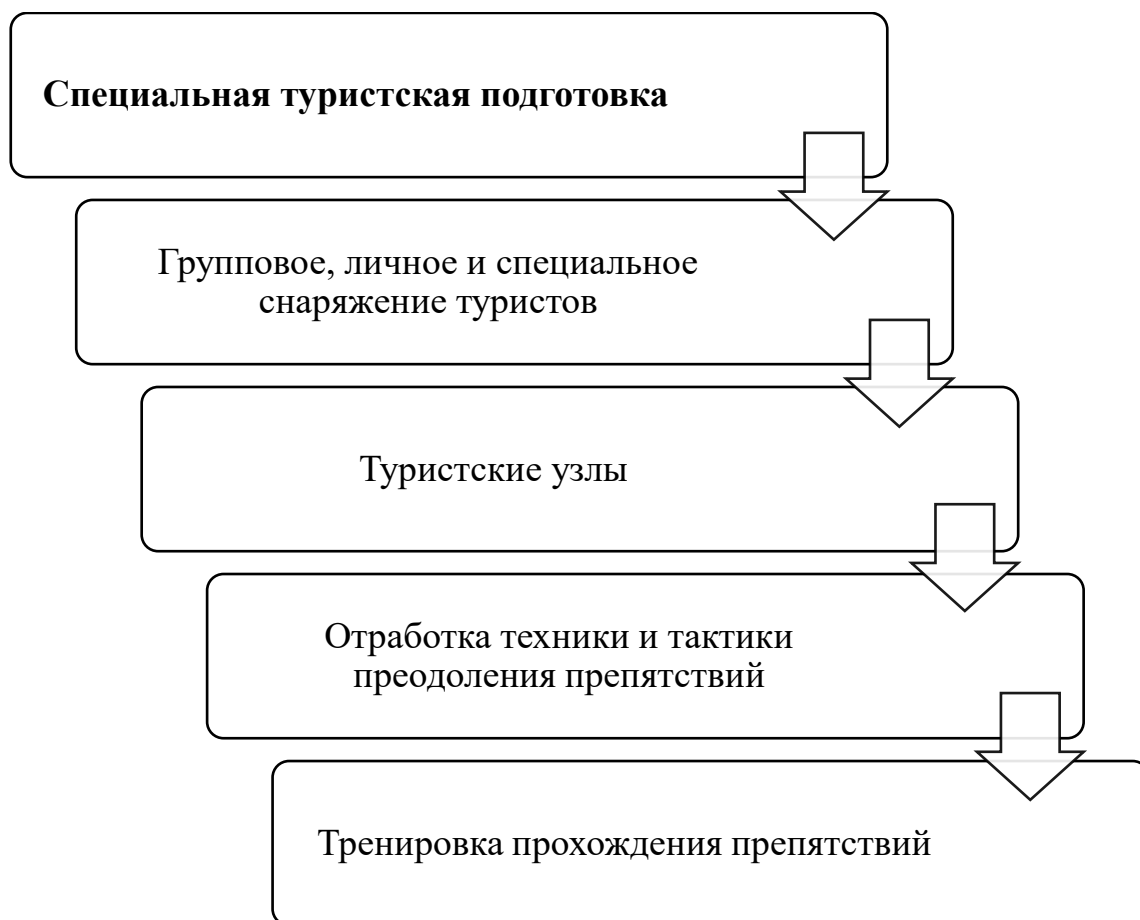 Специальная туристская подготовка
Групповое, личное и специальное
снаряжение туристов
Туристские узлы
Отработка техники и тактики
преодоления препятствий
Тренировка прохождения препятствий